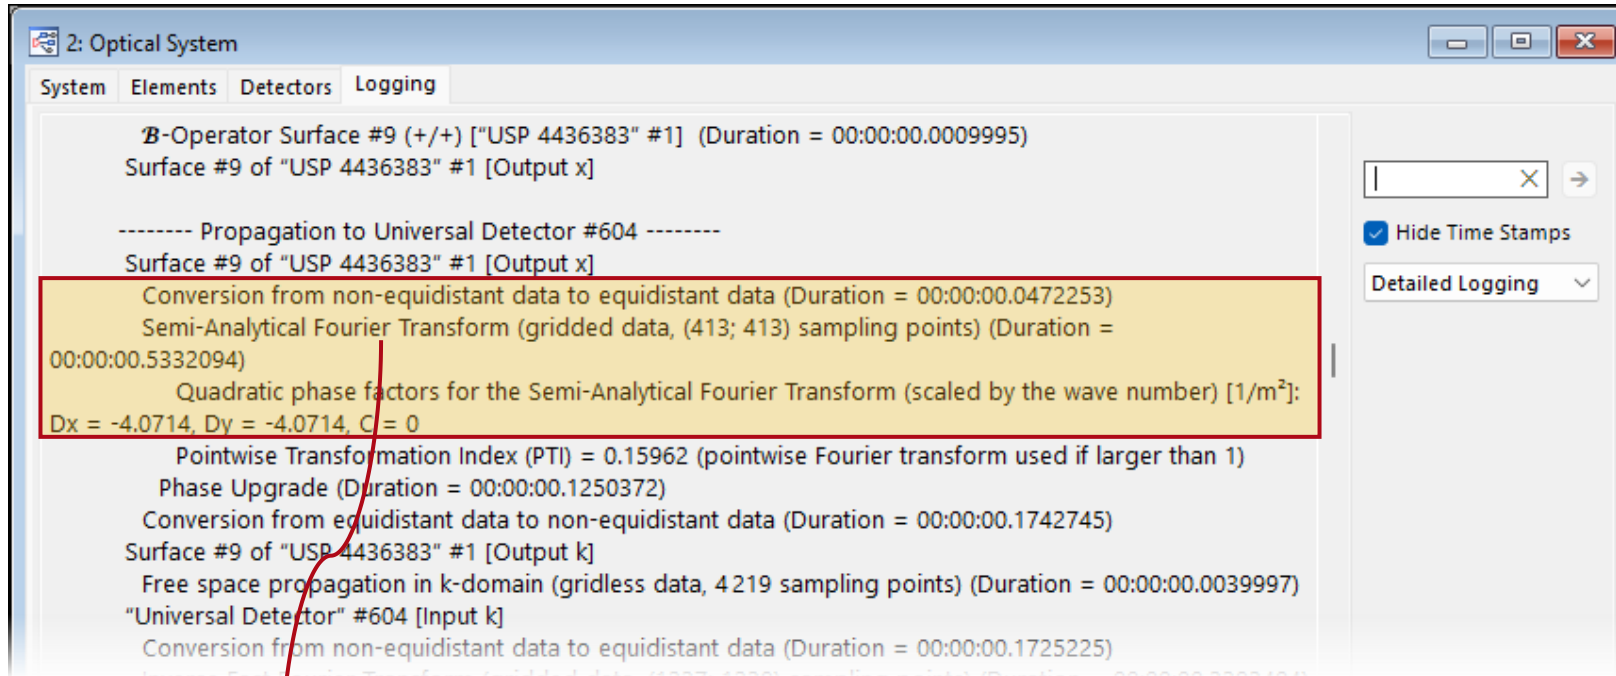 2: Optical System
System Elements Detectors Logging
ℬ-Operator Surface #9 (+/+) ["USP 4436383" #1] (Duration = 00:00:00.0009995)
Surface #9 of "USP 4436383" #1 [Output x]
-------- Propagation to Universal Detector #604 --------
Hide Time Stamps
Surface #9 of "USP 4436383" #1 [Output x]
Detailed Logging
Conversion from non-equidistant data to equidistant data (Duration = 00:00:00.0472253)
Semi-Analytical Fourier Transform (gridded data, (413; 413) sampling points) (Duration =
00:00:00.5332094)
Quadratic phase factors for the Semi-Analytical Fourier Transform (scaled by the wave number) [1/m²]:
Dx = -4.0714, Dy = -4.0714, C = 0
Pointwise Transformation Index (PTI) = 0.15962 (pointwise Fourier transform used if larger than 1)
Phase Upgrade (Duration = 00:00:00.1250372)
Conversion from equidistant data to non-equidistant data (Duration = 00:00:00.1742745)
Surface #9 of "USP 4436383" #1 [Output k]
Free space propagation in k-domain (gridless data, 4 219 sampling points) (Duration = 00:00:00.0039997)
"Universal Detector" #604 [Input k]
Conversion from non-equidistant data to equidistant data (Duration = 00:00:00.1725225)